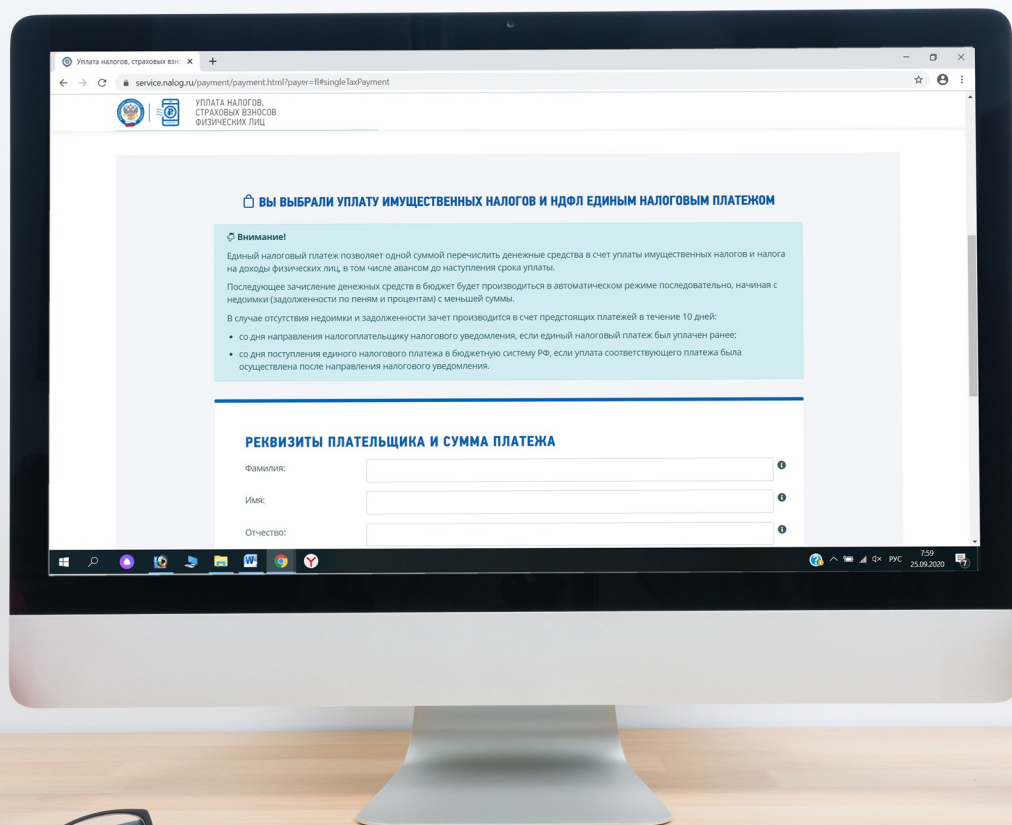 Уплата налогов, страховых взно
service.nalog.ru/payment/payment.html?payer=fl#singleTaxPayment
УПЛАТА НАЛОГОВ,
СТРАХОВЫХ ВЗНОСОВ
ФИЗИЧЕСКИХ ЛИЦ
ВЫ ВЫБРАЛИ УПЛАТУ ИМУЩЕСТВЕННЫХ НАЛОГОВ И НДФЛ ЕДИНЫМ НАЛОГОВЫМ ПЛАТЕЖОМ
Внимание!
Единый налоговый платеж позволяет одной суммой перечислить денежные средства в счет уплаты имущественных налогов и налога
на доходы физических лиц, в том числе авансом до наступления срока уплаты.
Последующее зачисление денежных средств в бюджет будет производиться в автоматическом режиме последовательно, начиная с
недоимки (задолженности по пеням и процентам) с меньшей суммы.
В случае отсутствия недоимки и задолженности зачет производится в счет предстоящих платежей в течение 10 дней:
• со дня направления налогоплательщику налогового уведомления, если единый налоговый платеж был уплачен ранее;
• со дня поступления единого налогового платежа в бюджетную систему РФ, если уплата соответствующего платежа была
осуществлена после направления налогового уведомления.
РЕКВИЗИТЫ ПЛАТЕЛЬЩИКА И СУММА ПЛАТЕЖА
Фамилия:
Имя:
Отчество:
РУС
7:59
25.09.2020
7